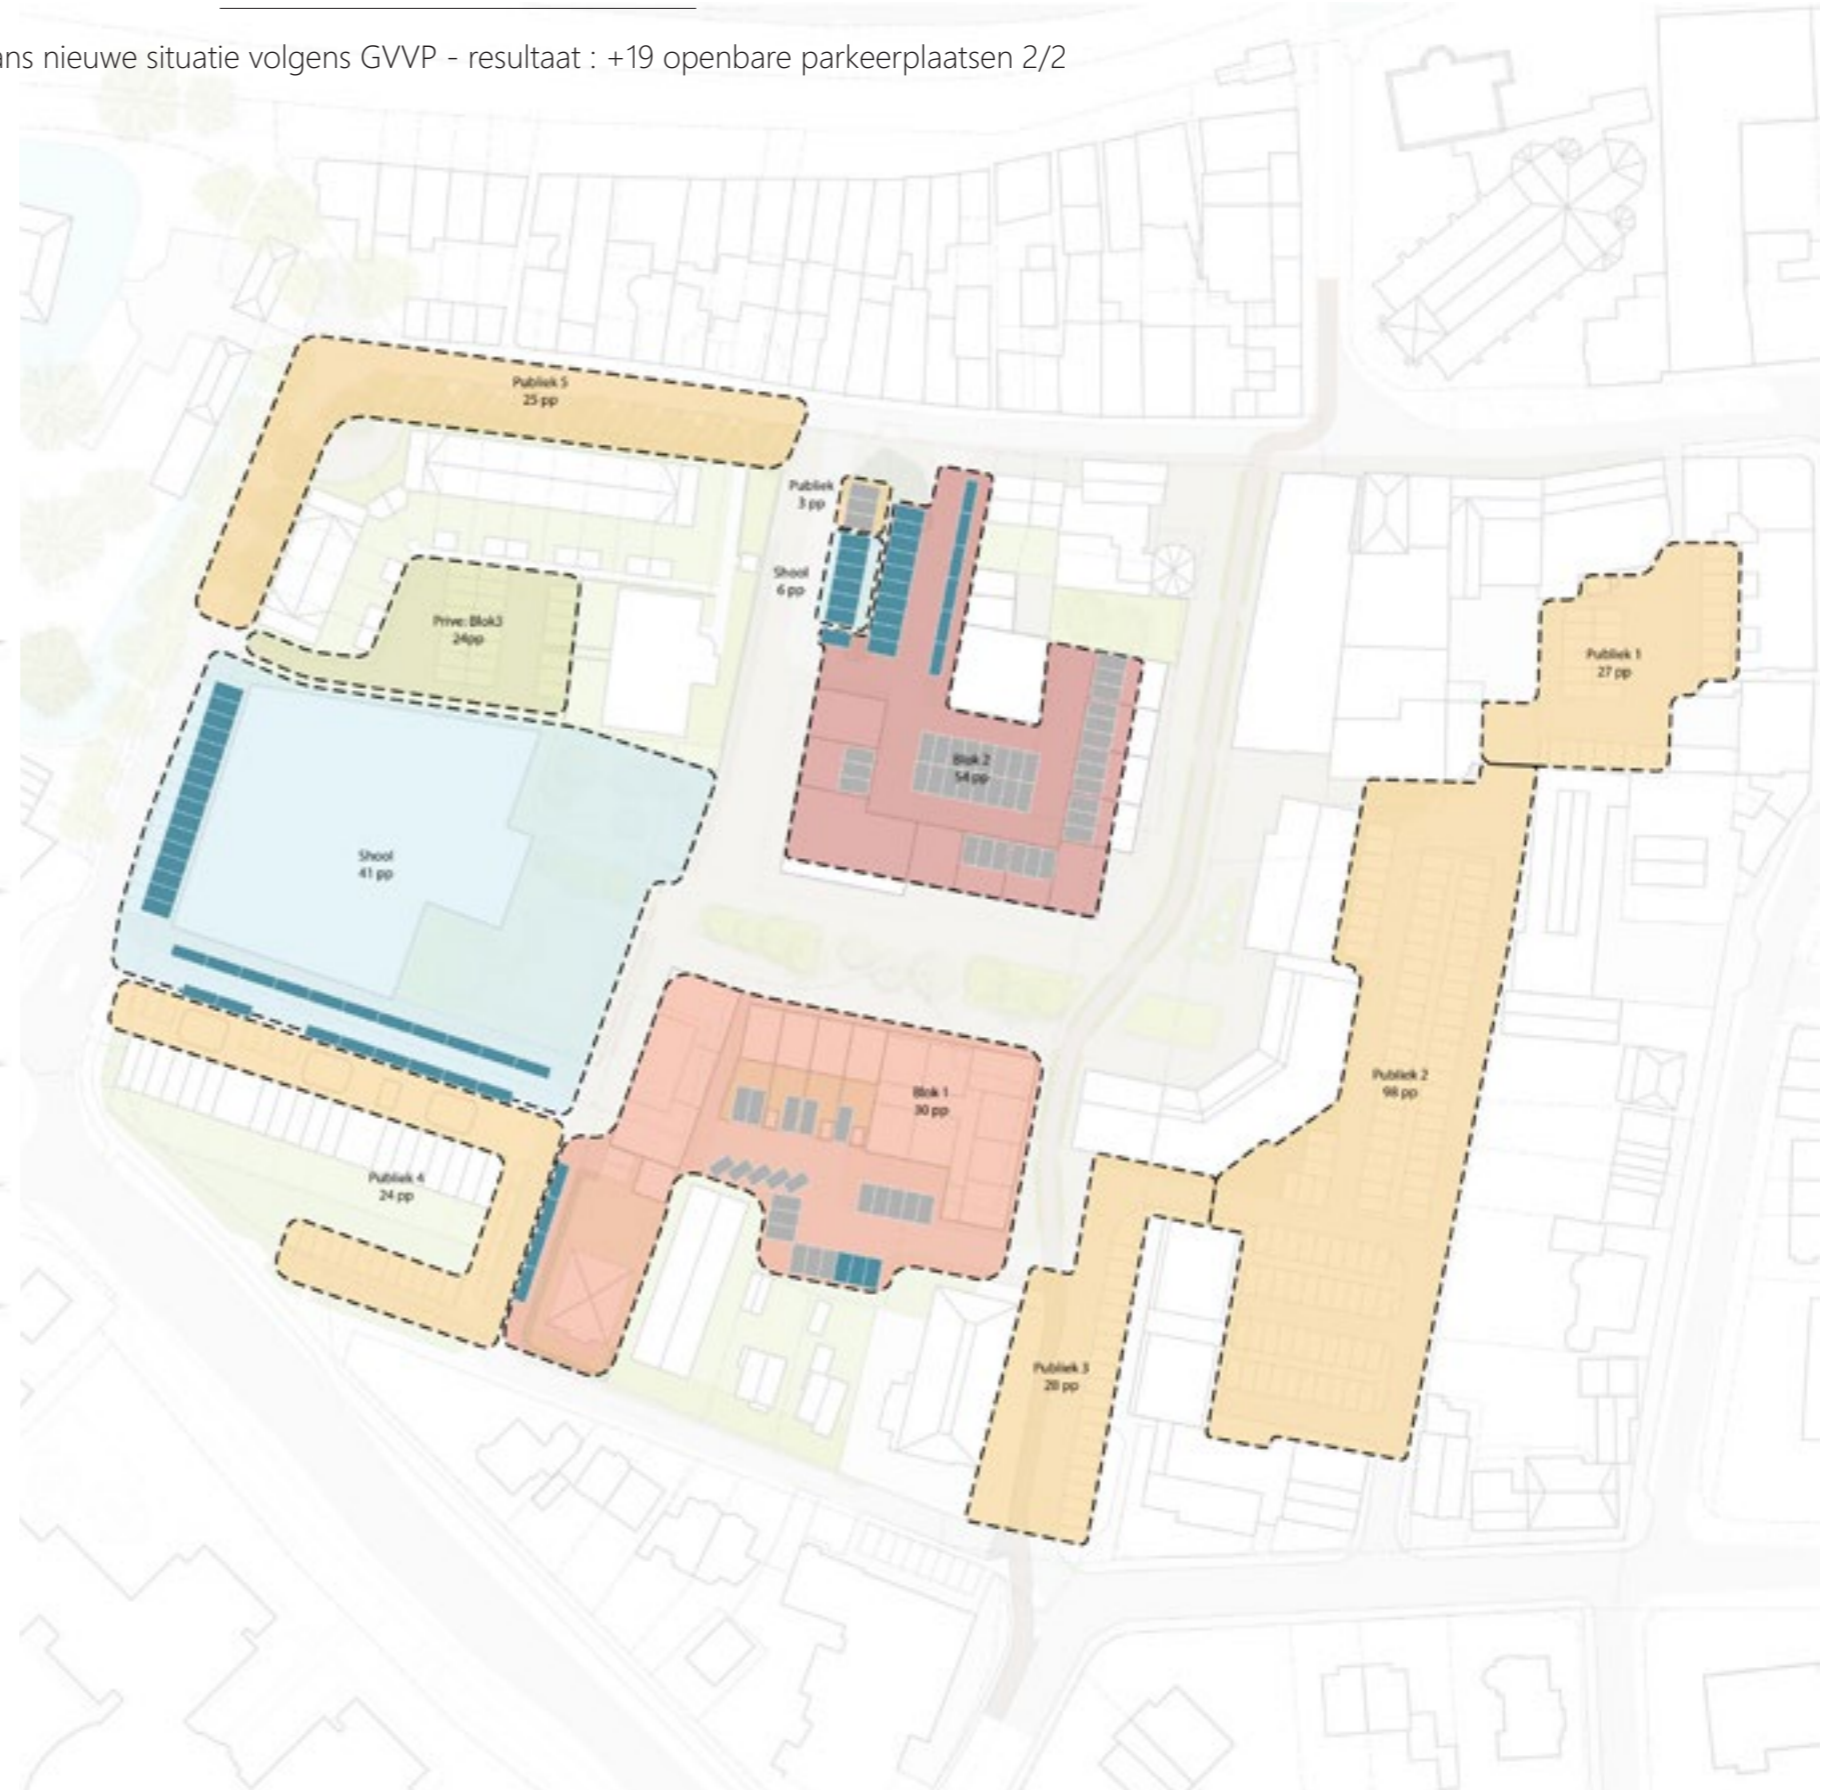 ns nieuwe situatie volgens GVVP - resultaat : +19 openbare parkeerplaatsen 2/2
Publiek 5
25 pp
Publiek
3 pp
Shool
6 pp
Prive: Blok3
24pp
Publiek 1
27 pp
Blok 2
54 pp
Shool
41 pp
Publiek 2
98 pp
Blok 1
30 pp
Publiek 4
24 pp
Publiek 3
28 pp